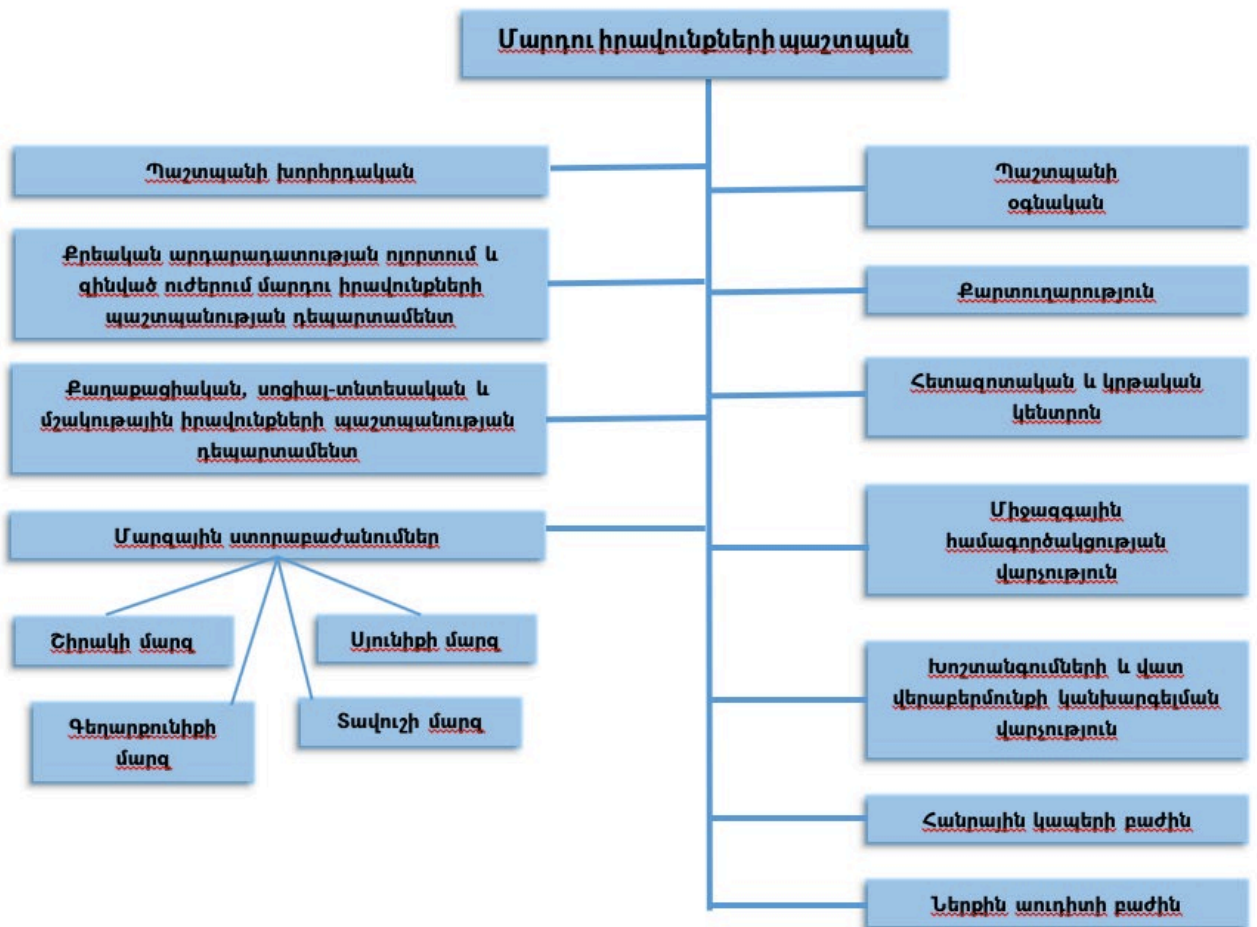 Մարդու իրավունքների պաշտպան
Պաշտպանի խորհրդական
Քրեական արդարադատության ոլորտում և
զինված ուժերում մարդու իրավունքների
պաշտպանության դեպարտամենտ
Քաղաքացիական, սոցիալ-տնտեսական և
մշակութային իրավունքների պաշտպանության
դեպարտամենտ
Մարզային ստորաբաժանումներ
Շիրակի մարզ
Սյունիքի մարզ
Գեղարքունիքի
մարզ
Տավուշի մարզ
Պաշտպանի
օգնական
Քարտուղարություն
Հետազոտական և կրթական
կենտրոն
Միջազգային
համագործակցության
վարչություն
Խոշտանգումների և վատ
վերաբերմունքի կանխարգելման
վարչություն
Հանրային կապերի բաժին
Ներքին աուդիտի բաժին